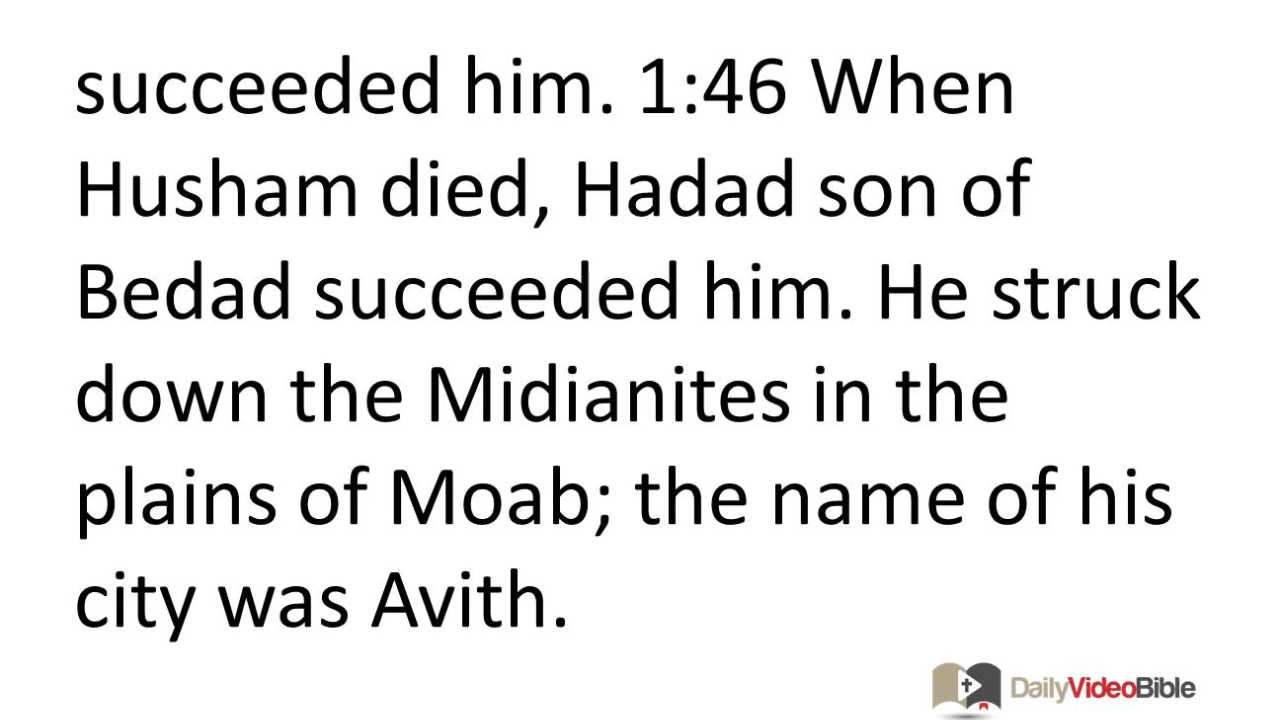 succeeded him. 1:46 When
Husham died, Hadad son of
Bedad succeeded him. He struck
down the Midianites in the
plains of Moab; the name of his
city was Avith.
DailyVideoBible